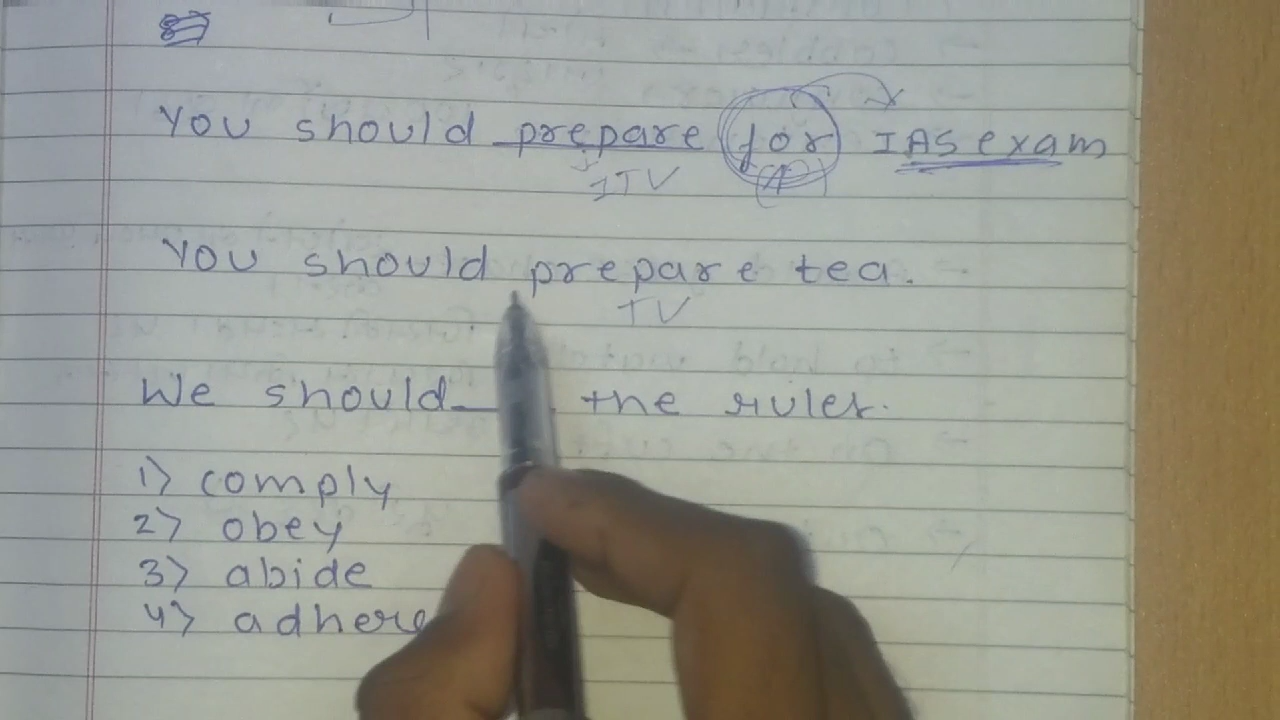 You should prepare for IAS exam
ITV
You should prepare tea.
TV
We should the rules.
1) comply
2) obey
3) abide
4) adhere